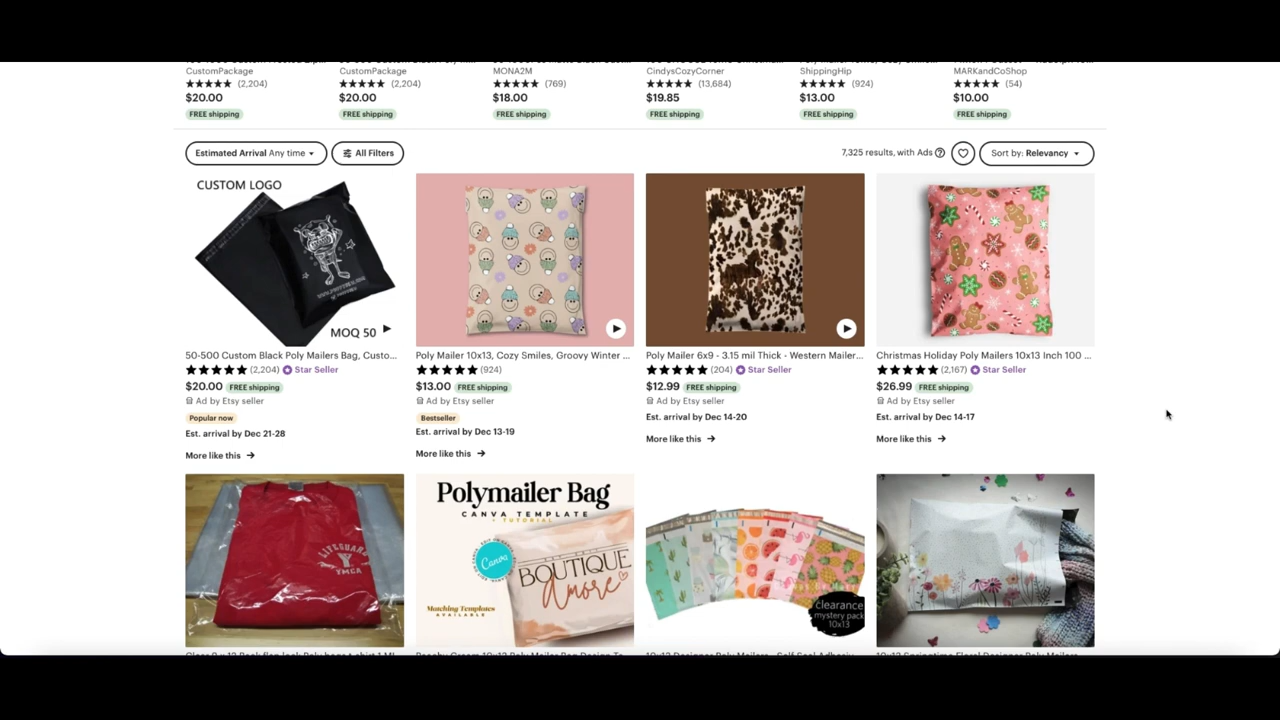 CustomPackage
CustomPackage
MONA2M
CindysCozyCorner
ShippingHip
MARKandCoShop
★★★★★ (2,204)
★★★★★ (2,204)
★★★★★ (769)
★★★★★ (13,684)
★★★★★ (924)
★★★★★ (54)
$20.00
$20.00
$18.00
$19.85
$13.00
$10.00
FREE shipping
FREE shipping
FREE shipping
FREE shipping
FREE shipping
FREE shipping
Estimated Arrival Any time
All Filters
7,325 results, with Ads
Sort by: Relevancy
CUSTOM LOGO
MOQ 50
50-500 Custom Black Poly Mailers Bag, Custo...
★★★★★ (2,204) Star Seller
$20.00 FREE shipping
Ad by Etsy seller
Popular now
Est. arrival by Dec 21-28
More like this →
Poly Mailer 10x13, Cozy Smiles, Groovy Winter ...
★★★★★ (924)
$13.00 FREE shipping
Ad by Etsy seller
Bestseller
Est. arrival by Dec 13-19
More like this →
Poly Mailer 6x9 - 3.15 mil Thick - Western Mailer...
★★★★★ (204) Star Seller
$12.99 FREE shipping
Ad by Etsy seller
Est. arrival by Dec 14-20
More like this →
Christmas Holiday Poly Mailers 10x13 Inch 100 ...
★★★★★ (2,167) Star Seller
$26.99 FREE shipping
Ad by Etsy seller
Est. arrival by Dec 14-17
More like this →
LIFEGUARD
YMCA
Polymailer Bag
CANVA TEMPLATE
+ TUTORIAL
Canva
BOUTIQUE
Amore
Matching Templates
AVAILABLE
clearance
mystery pack
10x13